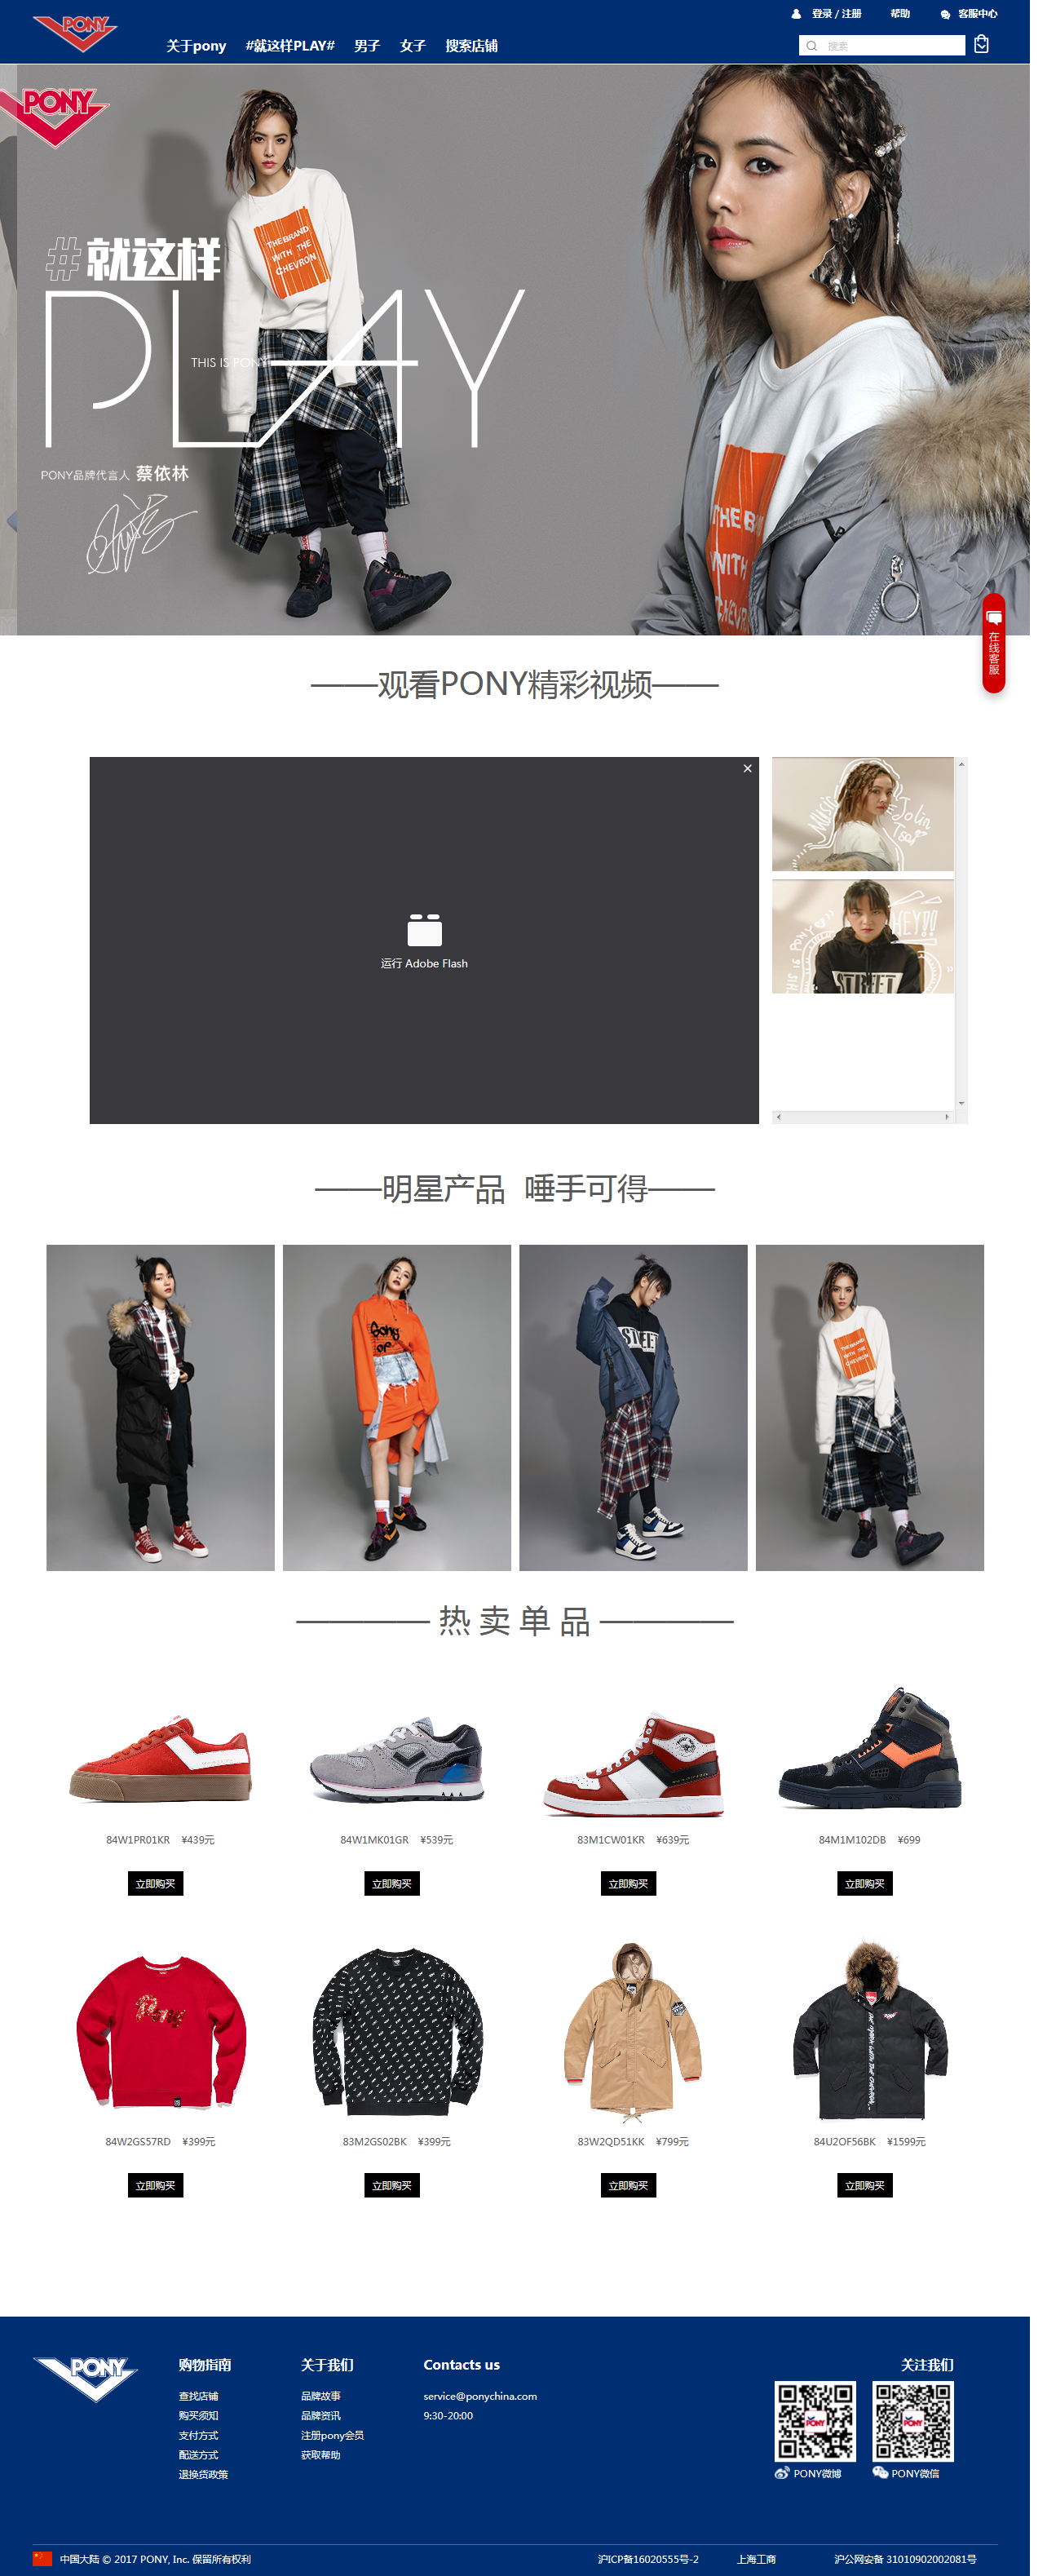 PONY
登录 / 注册
帮助
客服中心
关于pony
#就这样PLAY#
男子
女子
搜索店铺
搜索
PONY
#就这样
PLAY
THIS IS PONY
PONY品牌代言人 蔡依林
THE BRAND
WITH THE
CHEVRON
在线客服
——观看PONY精彩视频——
运行 Adobe Flash
Music
Jolin
Tsai
PONY
HEY!!
STREET
——明星产品 唾手可得——
STREET
THE BRAND
WITH THE
CHEVRON
———— 热 卖 单 品 ————
84W1PR01KR ¥439元
84W1MK01GR ¥539元
83M1CW01KR ¥639元
84M1M102DB ¥699
立即购买
立即购买
立即购买
立即购买
Pony
84W2GS57RD ¥399元
83M2GS02BK ¥399元
83W2QD51KK ¥799元
84U2OF56BK ¥1599元
立即购买
立即购买
立即购买
立即购买
PONY
购物指南
查找店铺
购买须知
支付方式
配送方式
退换货政策
关于我们
品牌故事
品牌资讯
注册pony会员
获取帮助
Contacts us
service@ponychina.com
9:30-20:00
关注我们
PONY微博
PONY微信
中国大陆 © 2017 PONY, Inc. 保留所有权利
沪ICP备16020555号-2
上海工商
沪公网安备 31010902002081号